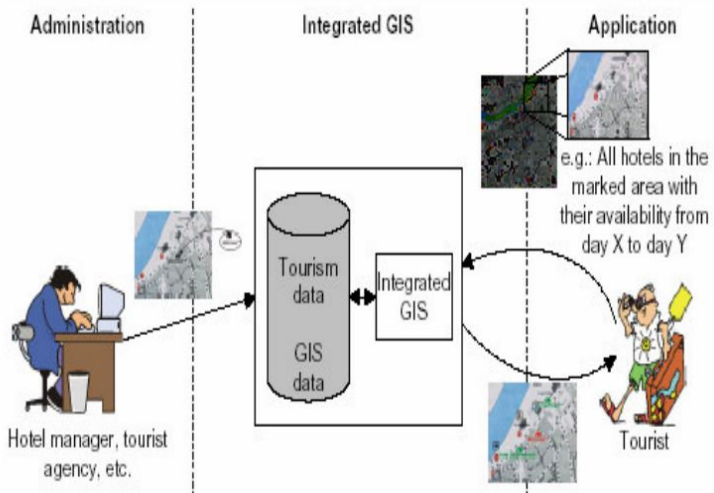 Administration
Integrated GIS
Application
e.g.: All hotels in the
marked area with
their availability from
day X to day Y
Tourism
data
GIS
data
Integrated
GIS
Hotel manager, tourist
agency, etc.
Tourist